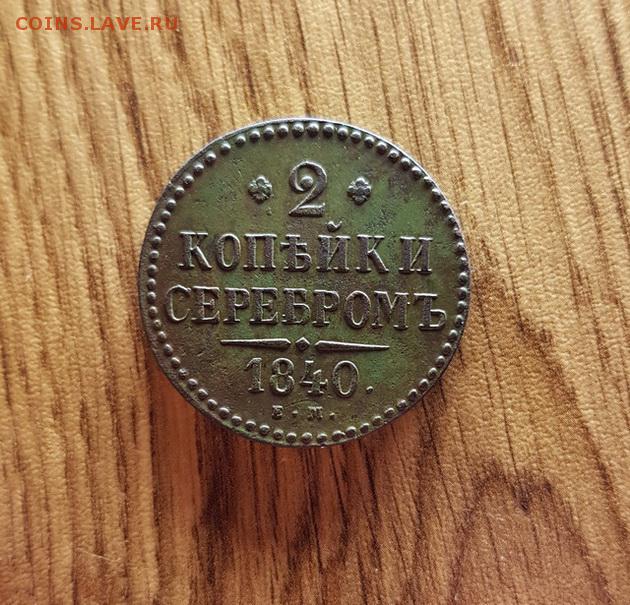 COINS.LAVE.RU
2
КОПѢЙКИ
СЕРЕБРОМЪ
1840.
Е.М.